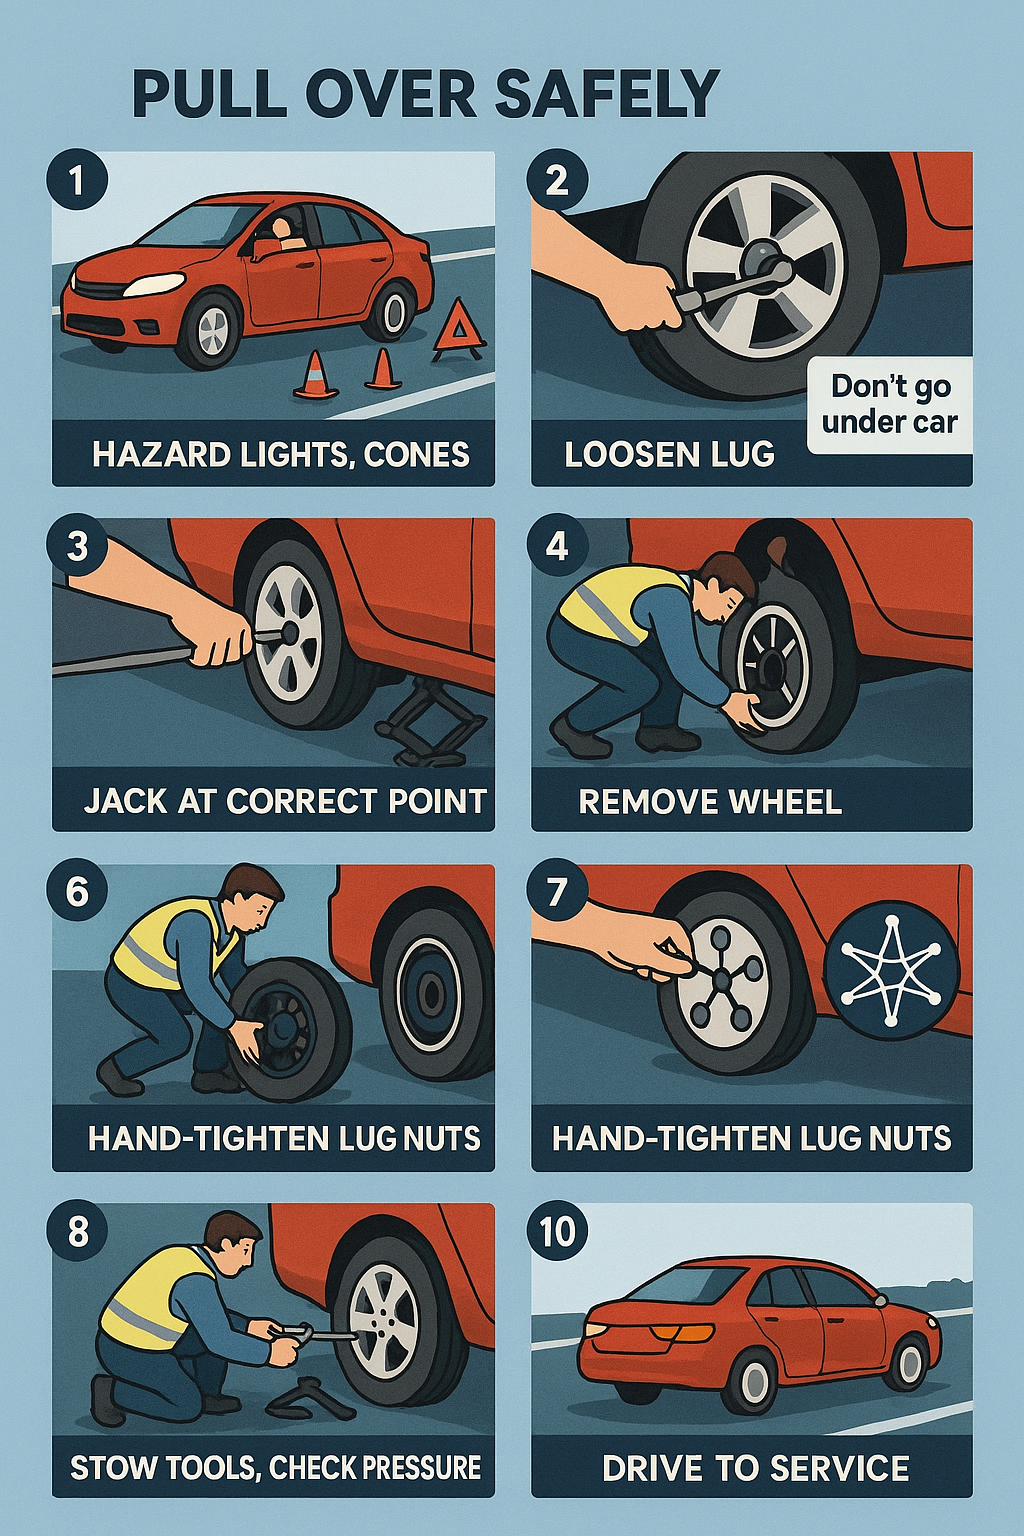 PULL OVER SAFELY
1
HAZARD LIGHTS, CONES
2
Don't go
under car
LOOSEN LUG
3
JACK AT CORRECT POINT
4
REMOVE WHEEL
6
HAND-TIGHTEN LUG NUTS
7
HAND-TIGHTEN LUG NUTS
8
STOW TOOLS, CHECK PRESSURE
10
DRIVE TO SERVICE